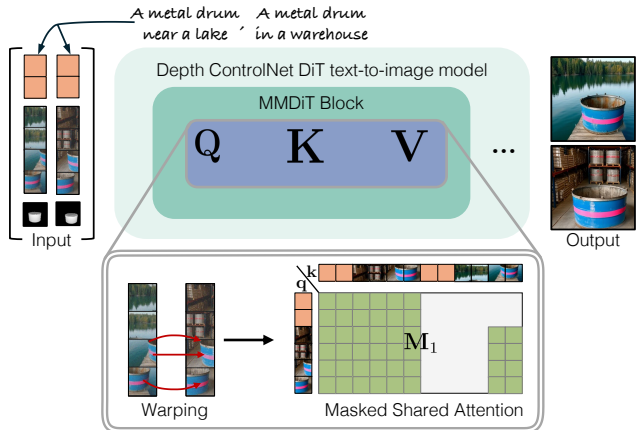 A metal drum near a lake , A metal drum in a warehouse
Depth ControlNet DiT text-to-image model
MMDiT Block
Q K V
...
Input
Output
k
q
M1
Warping
Masked Shared Attention